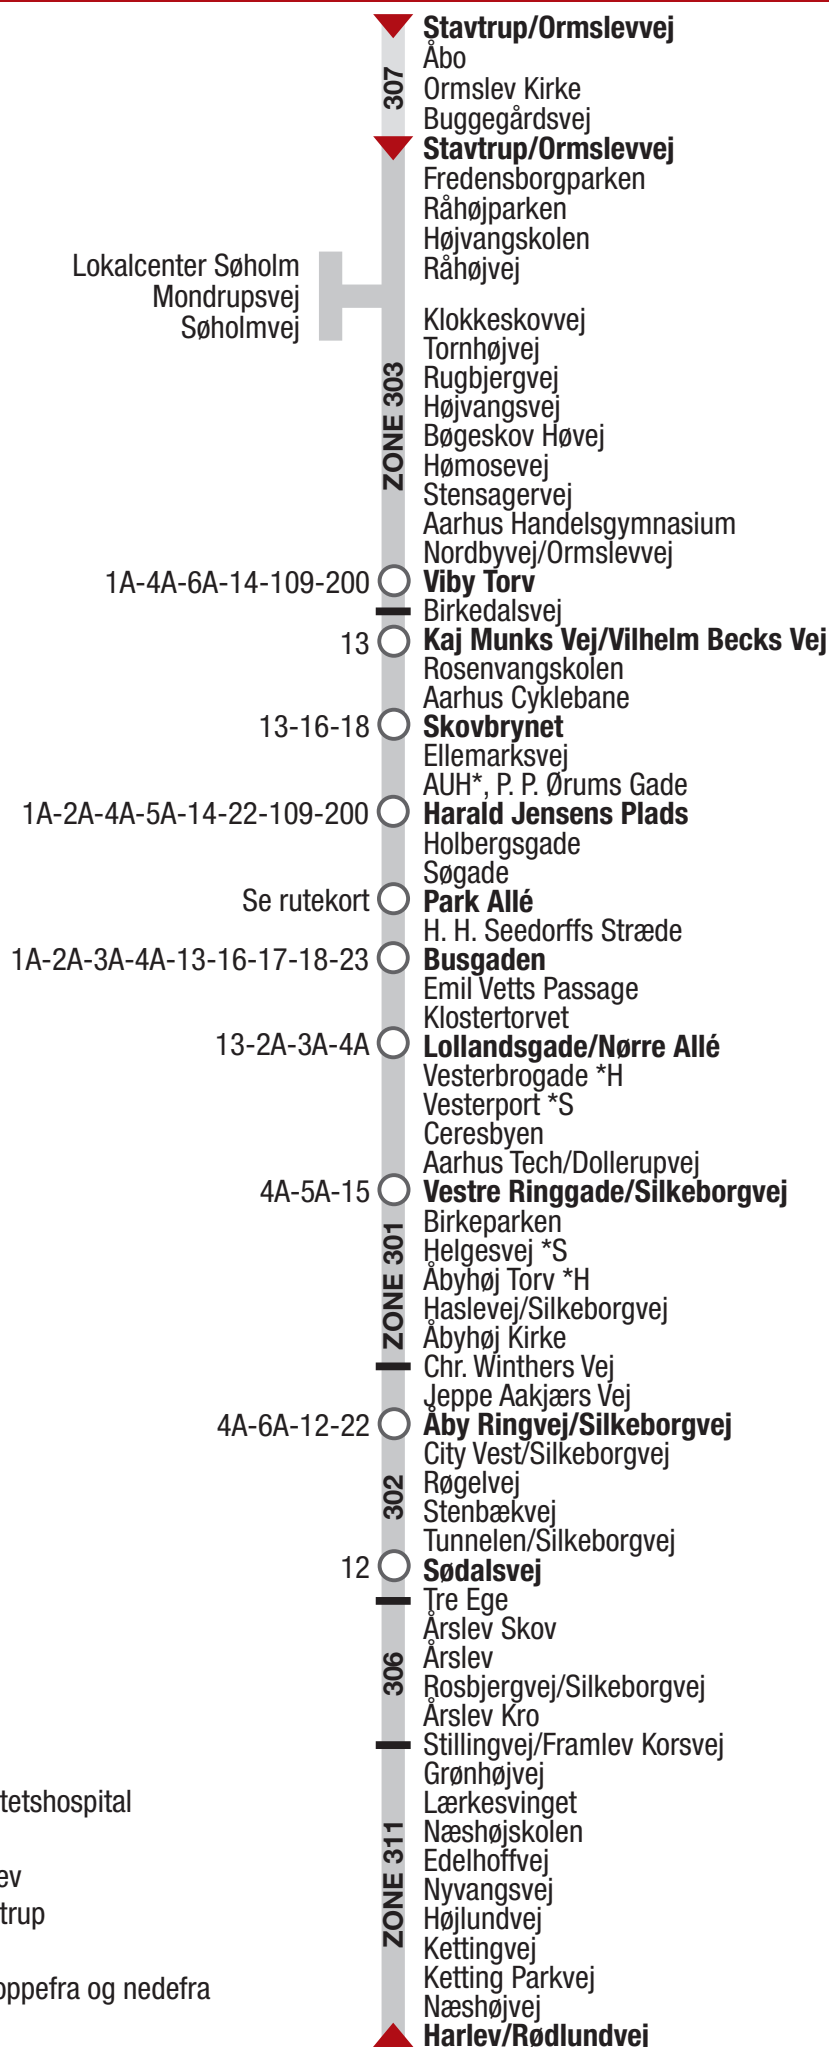 Stavtrup/Ormslevvej
Åbo
307
Ormslev Kirke
Buggegårdsvej
Stavtrup/Ormslevvej
Fredensborgparken
Råhøjparken
Højvangskolen
Råhøjvej
Lokalcenter Søholm
Mondrupsvej
Søholmvej
Klokkeskovvej
Tornhøjvej
Rugbjergvej
Højvangsvej
ZONE 303
Bøgeskov Høvej
Hømosevej
Stensagervej
Aarhus Handelsgymnasium
Nordbyvej/Ormslevvej
1A-4A-6A-14-109-200 Viby Torv
Birkedalsvej
13 Kaj Munks Vej/Vilhelm Becks Vej
Rosenvangskolen
Aarhus Cyklebane
13-16-18 Skovbrynet
Ellemarksvej
AUH*, P. P. Ørums Gade
1A-2A-4A-5A-14-22-109-200 Harald Jensens Plads
Holbergsgade
Søgade
Se rutekort Park Allé
H. H. Seedorffs Stræde
1A-2A-3A-4A-13-16-17-18-23 Busgaden
Emil Vetts Passage
Klostertorvet
13-2A-3A-4A Lollandsgade/Nørre Allé
Vesterbrogade *H
Vesterport *S
Ceresbyen
Aarhus Tech/Dollerupvej
4A-5A-15 Vestre Ringgade/Silkeborgvej
Birkeparken
Helgesvej *S
Åbyhøj Torv *H
ZONE 301
Haslevej/Silkeborgvej
Åbyhøj Kirke
Chr. Winthers Vej
Jeppe Aakjærs Vej
4A-6A-12-22 Åby Ringvej/Silkeborgvej
City Vest/Silkeborgvej
Røgelvej
302
Stenbækvej
Tunnelen/Silkeborgvej
12 Sødalsvej
Tre Ege
Årslev Skov
Årslev
306
Rosbjergvej/Silkeborgvej
Årslev Kro
Stillingvej/Framlev Korsvej
Grønhøjvej
Lærkesvinget
Næshøjskolen
Edelhoffvej
ZONE 311
Nyvangsvej
Højlundvej
Kettingvej
Ketting Parkvej
Næshøjvej
Harlev/Rødlundvej
tetshospital
ev
trup
oppefra og nedefra